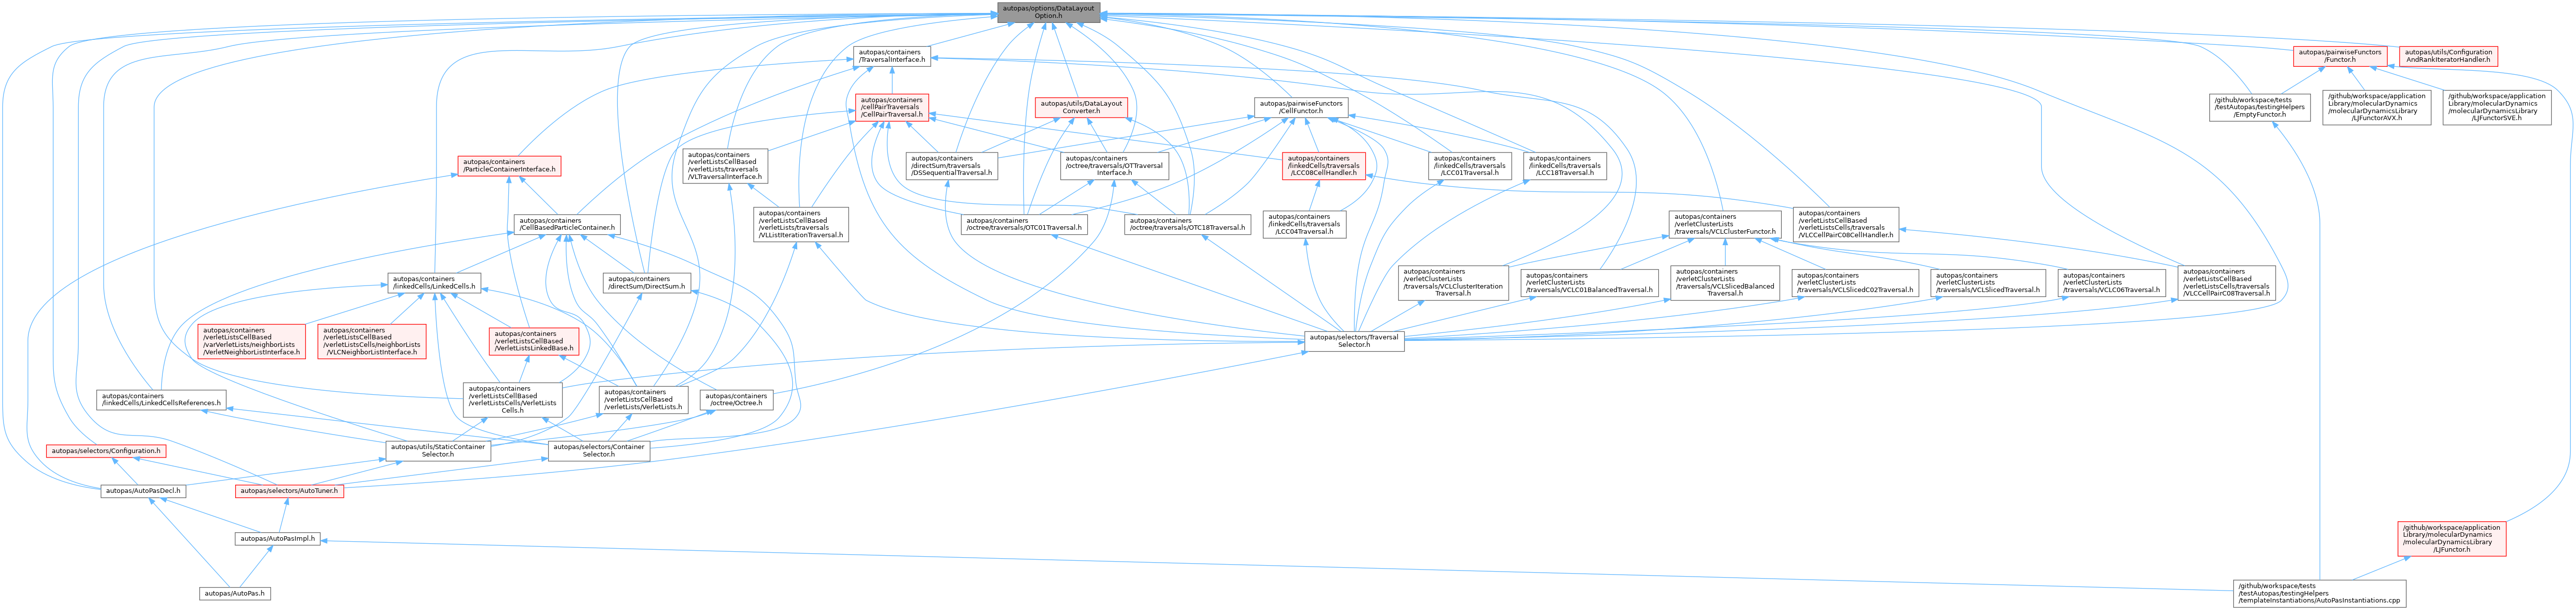 autopas/options/DataLayout
Option.h
autopas/containers
/TraversalInterface.h
autopas/pairwiseFunctors
/Functor.h
autopas/utils/Configuration
AndRankIteratorHandler.h
autopas/containers
/cellPairTraversals
/CellPairTraversal.h
autopas/utils/DataLayout
Converter.h
autopas/pairwiseFunctors
/CellFunctor.h
/github/workspace/tests
/testAutopas/testingHelpers
/EmptyFunctor.h
/github/workspace/application
Library/molecularDynamics
/molecularDynamicsLibrary
/LJFunctorAVX.h
/github/workspace/application
Library/molecularDynamics
/molecularDynamicsLibrary
/LJFunctorSVE.h
autopas/containers
/ParticleContainerInterface.h
autopas/containers
/verletListsCellBased
/verletLists/traversals
/VLTraversalInterface.h
autopas/containers
/directSum/traversals
/DSSequentialTraversal.h
autopas/containers
/octree/traversals/OTTraversal
Interface.h
autopas/containers
/linkedCells/traversals
/LCC08CellHandler.h
autopas/containers
/linkedCells/traversals
/LCC01Traversal.h
autopas/containers
/linkedCells/traversals
/LCC18Traversal.h
autopas/containers
/CellBasedParticleContainer.h
autopas/containers
/verletListsCellBased
/verletLists/traversals
/VLListIterationTraversal.h
autopas/containers
/octree/traversals/OTC01Traversal.h
autopas/containers
/octree/traversals/OTC18Traversal.h
autopas/containers
/linkedCells/traversals
/LCC04Traversal.h
autopas/containers
/verletClusterLists
/traversals/VCLClusterFunctor.h
autopas/containers
/verletListsCellBased
/verletListsCells/traversals
/VLCCellPairC08CellHandler.h
autopas/containers
/linkedCells/LinkedCells.h
autopas/containers
/directSum/DirectSum.h
autopas/containers
/verletClusterLists
/traversals/VCLClusterIteration
Traversal.h
autopas/containers
/verletClusterLists
/traversals/VCLC01BalancedTraversal.h
autopas/containers
/verletClusterLists
/traversals/VCLSlicedBalanced
Traversal.h
autopas/containers
/verletClusterLists
/traversals/VCLSlicedC02Traversal.h
autopas/containers
/verletClusterLists
/traversals/VCLSlicedTraversal.h
autopas/containers
/verletClusterLists
/traversals/VCLC06Traversal.h
autopas/containers
/verletListsCellBased
/verletListsCells/traversals
/VLCCellPairC08Traversal.h
autopas/containers
/verletListsCellBased
/varVerletLists/neighborLists
/VerletNeighborListInterface.h
autopas/containers
/verletListsCellBased
/verletListsCells/neighborLists
/VLCNeighborListInterface.h
autopas/containers
/verletListsCellBased
/VerletListsLinkedBase.h
autopas/selectors/Traversal
Selector.h
autopas/containers
/linkedCells/LinkedCellsReferences.h
autopas/containers
/verletListsCellBased
/verletListsCells/VerletLists
Cells.h
autopas/containers
/verletListsCellBased
/verletLists/VerletLists.h
autopas/containers
/octree/Octree.h
autopas/selectors/Configuration.h
autopas/utils/StaticContainer
Selector.h
autopas/selectors/Container
Selector.h
autopas/AutoPasDecl.h
autopas/selectors/AutoTuner.h
autopas/AutoPasImpl.h
/github/workspace/application
Library/molecularDynamics
/molecularDynamicsLibrary
/LJFunctor.h
autopas/AutoPas.h
/github/workspace/tests
/testAutopas/testingHelpers
/templateInstantiations/AutoPasInstantiations.cpp